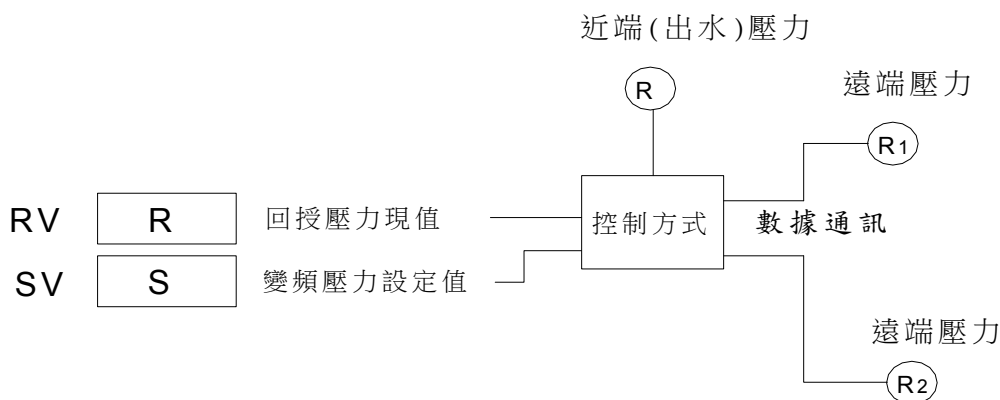 近端(出水)壓力
R
遠端壓力
R1
RV R 回授壓力現值
控制方式 數據通訊
SV S 變頻壓力設定值
遠端壓力
R2